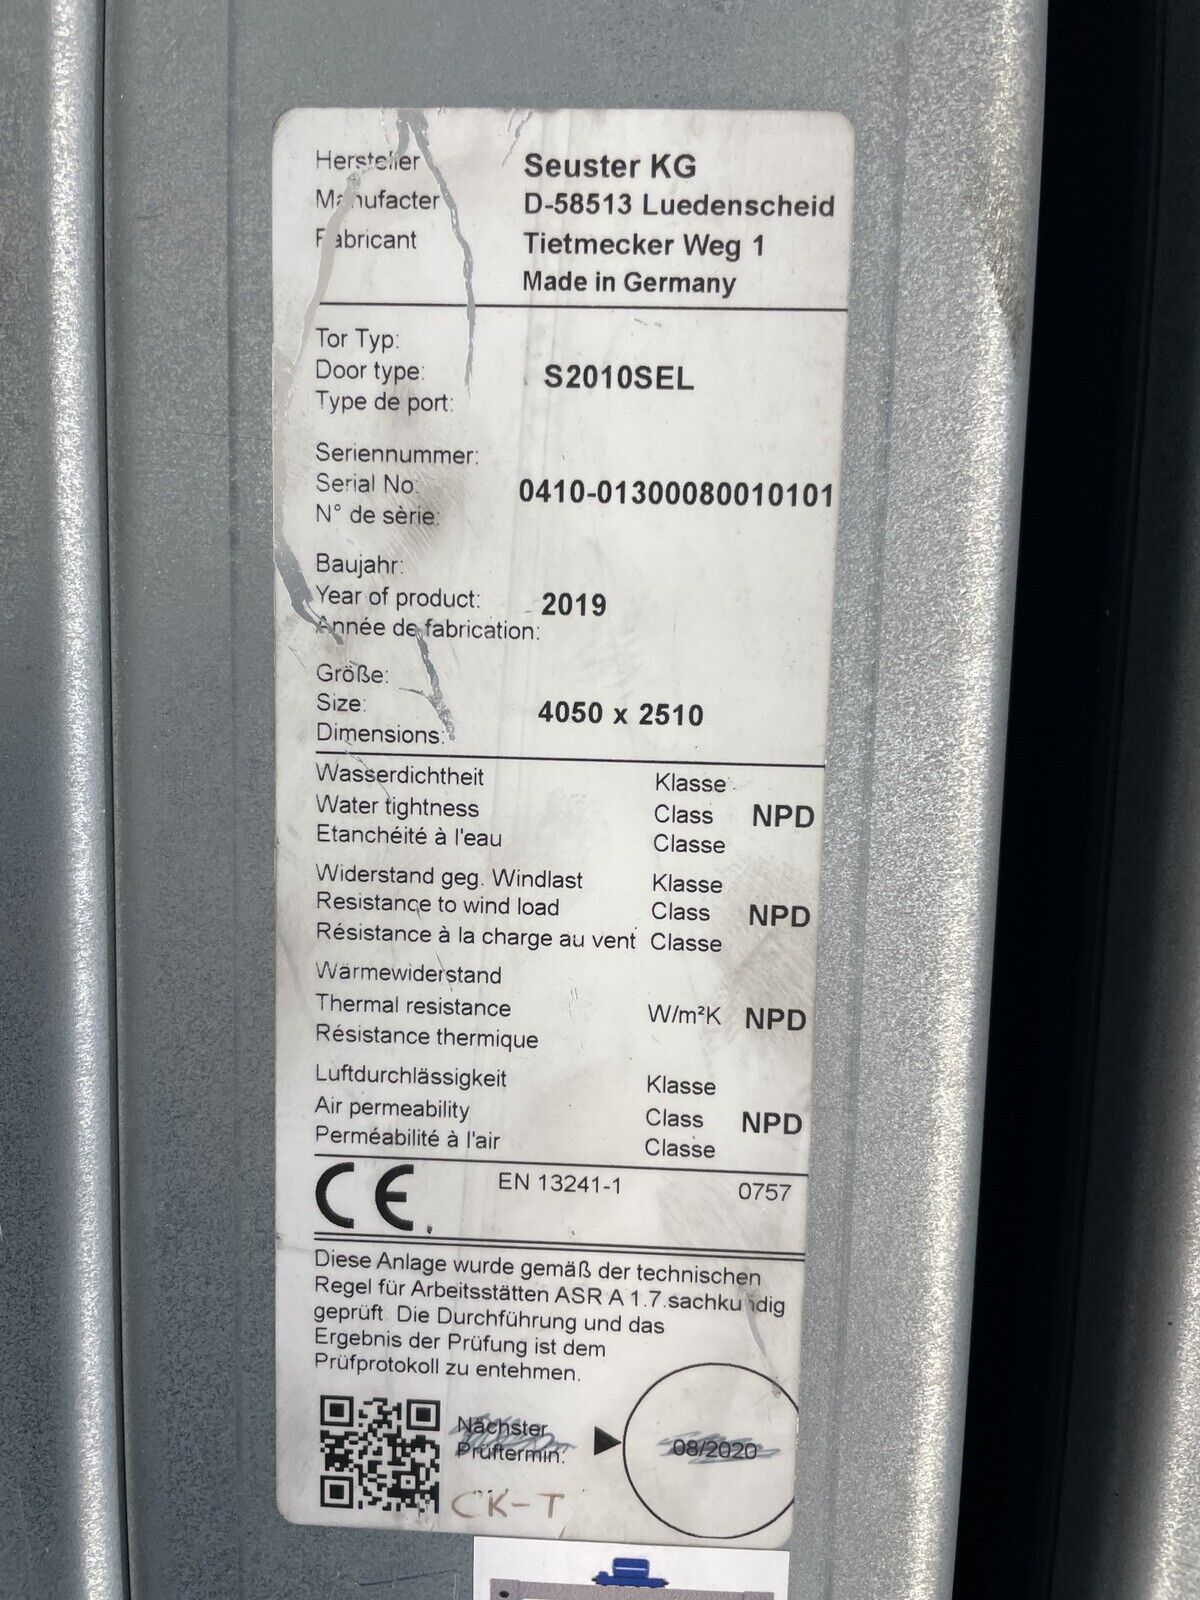 Hersteller Seuster KG
Manufacter D-58513 Luedenscheid
Fabricant Tietmecker Weg 1
Made in Germany
Tor Typ:
Door type: S2010SEL
Type de port:
Seriennummer:
Serial No: 0410-01300080010101
N° de sèrie:
Baujahr:
Year of product: 2019
Année de fabrication:
Größe:
Size: 4050 x 2510
Dimensions:
Wasserdichtheit Klasse
Water tightness Class NPD
Etanchéité à l'eau Classe
Widerstand geg. Windlast Klasse
Resistance to wind load Class NPD
Résistance à la charge au vent Classe
Wärmewiderstand
Thermal resistance W/m²K NPD
Résistance thermique
Luftdurchlässigkeit Klasse
Air permeability Class NPD
Perméabilité à l'air Classe
CE EN 13241-1 0757
Diese Anlage wurde gemäß der technischen
Regel für Arbeitsstätten ASR A 1.7.sachkundig
geprüft. Die Durchführung und das
Ergebnis der Prüfung ist dem
Prüfprotokoll zu entehmen.
Nächster
Prüftermin: 08/2020
CK-T